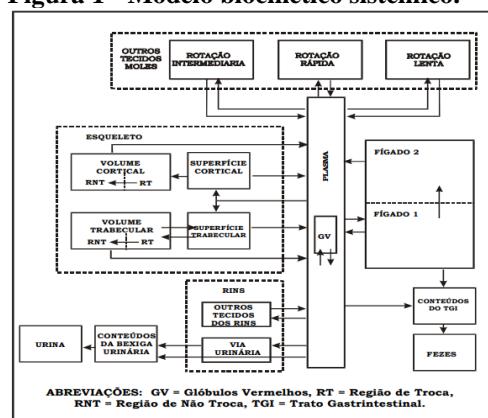 Figura 1 - Modelo biocinético sistêmico.
OUTROS
TECIDOS
MOLES
ROTAÇÃO
INTERMEDIARIA
ROTAÇÃO
RÁPIDA
ROTAÇÃO
LENTA
ESQUELETO
VOLUME
CORTICAL
RNT
RT
SUPERFÍCIE
CORTICAL
VOLUME
TRABECULAR
RNT
RT
SUPERFÍCIE
TRABECULAR
PLASMA
GV
FÍGADO 2
FÍGADO 1
RINS
OUTROS
TECIDOS
DOS RINS
VIA
URINÁRIA
CONTEÚDOS
DA BEXIGA
URINÁRIA
URINA
CONTEÚDOS
DO TGI
FEZES
ABREVIAÇÕES: GV = Glóbulos Vermelhos, RT = Região de Troca,
RNT = Região de Não Troca, TGI = Trato Gastrintestinal.